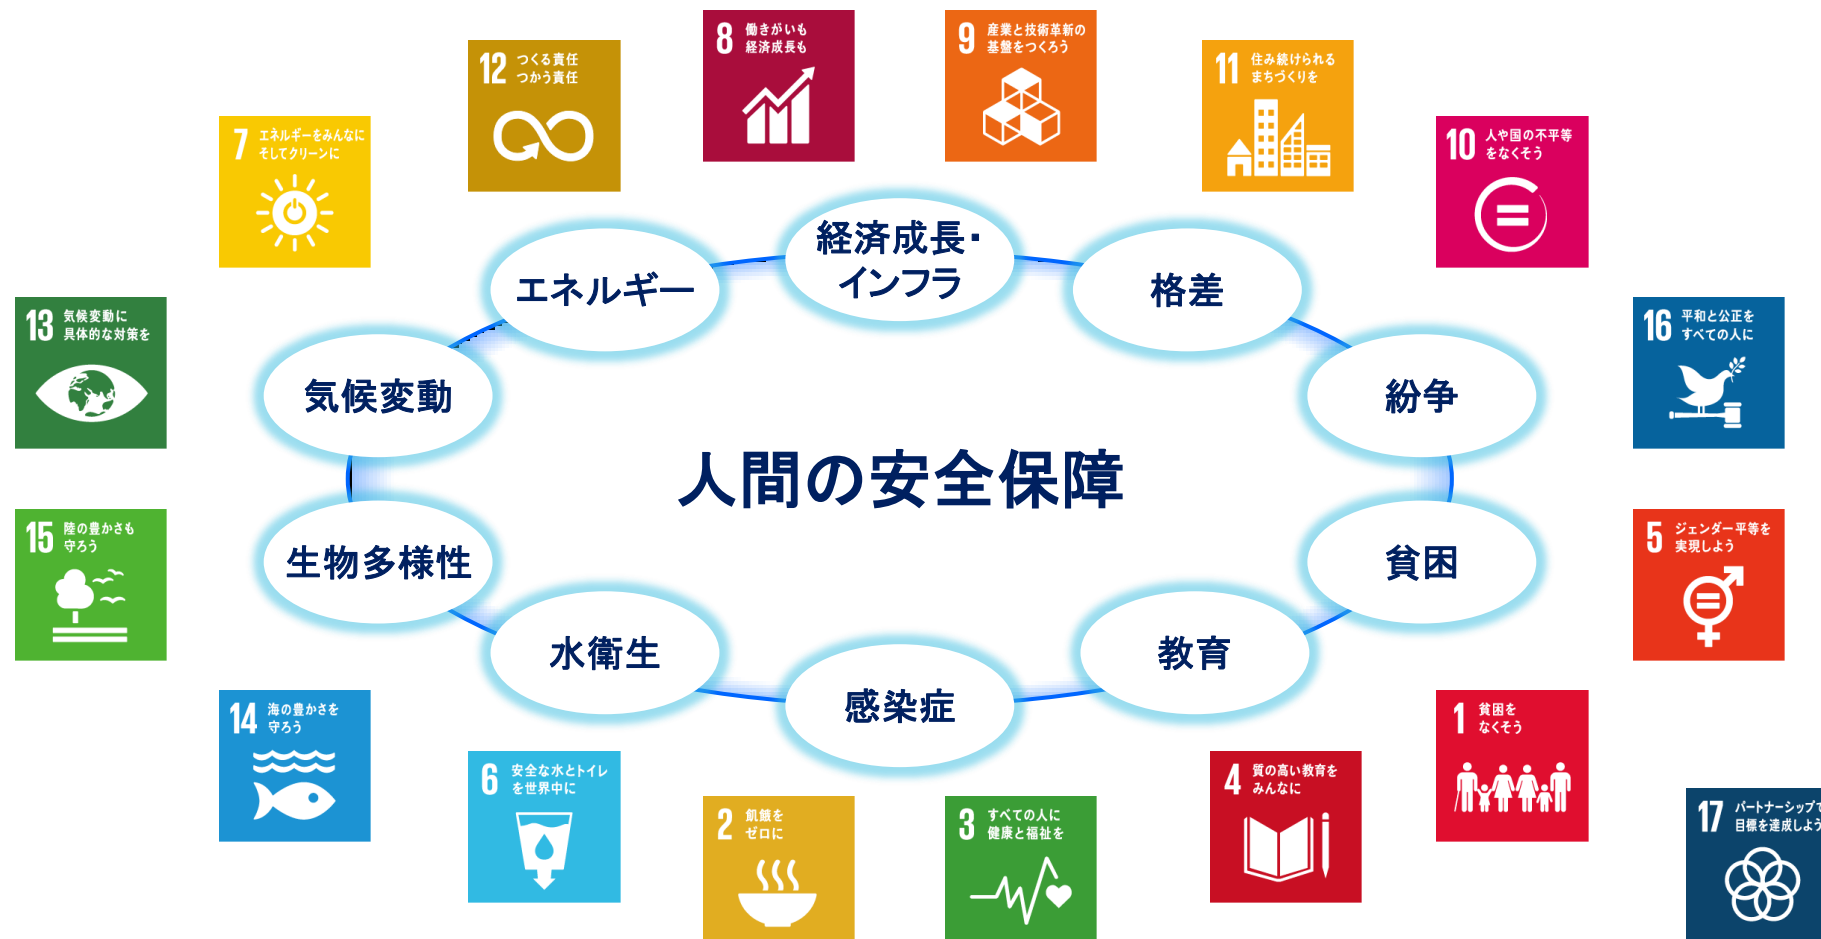 8 働きがいも
経済成長も
9 産業と技術革新の
基盤をつくろう
12 つくる責任
つかう責任
11 住み続けられる
まちづくりを
7 エネルギーをみんなに
そしてクリーンに
10 人や国の不平等
をなくそう
経済成長・
インフラ
エネルギー
格差
13 気候変動に
具体的な対策を
16 平和と公正を
すべての人に
気候変動
紛争
人間の安全保障
15 陸の豊かさも
守ろう
5 ジェンダー平等を
実現しよう
生物多様性
貧困
水衛生
教育
感染症
14 海の豊かさを
守ろう
1 貧困を
なくそう
6 安全な水とトイレ
を世界中に
4 質の高い教育を
みんなに
2 飢餓を
ゼロに
3 すべての人に
健康と福祉を
17 パートナーシップで
目標を達成しよう